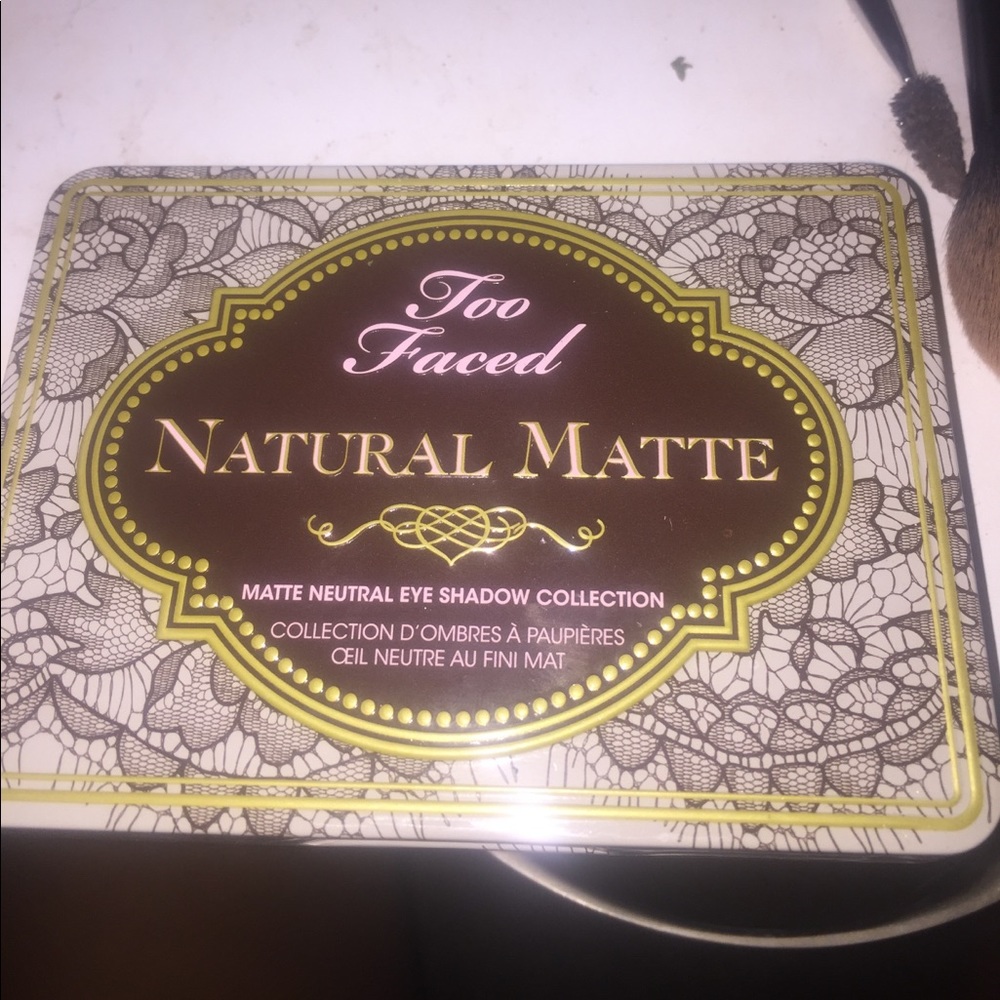 Too
Faced
NATURAL MATTE
MATTE NEUTRAL EYE SHADOW COLLECTION
COLLECTION D'OMBRES À PAUPIÈRES
ŒIL NEUTRE AU FINI MAT